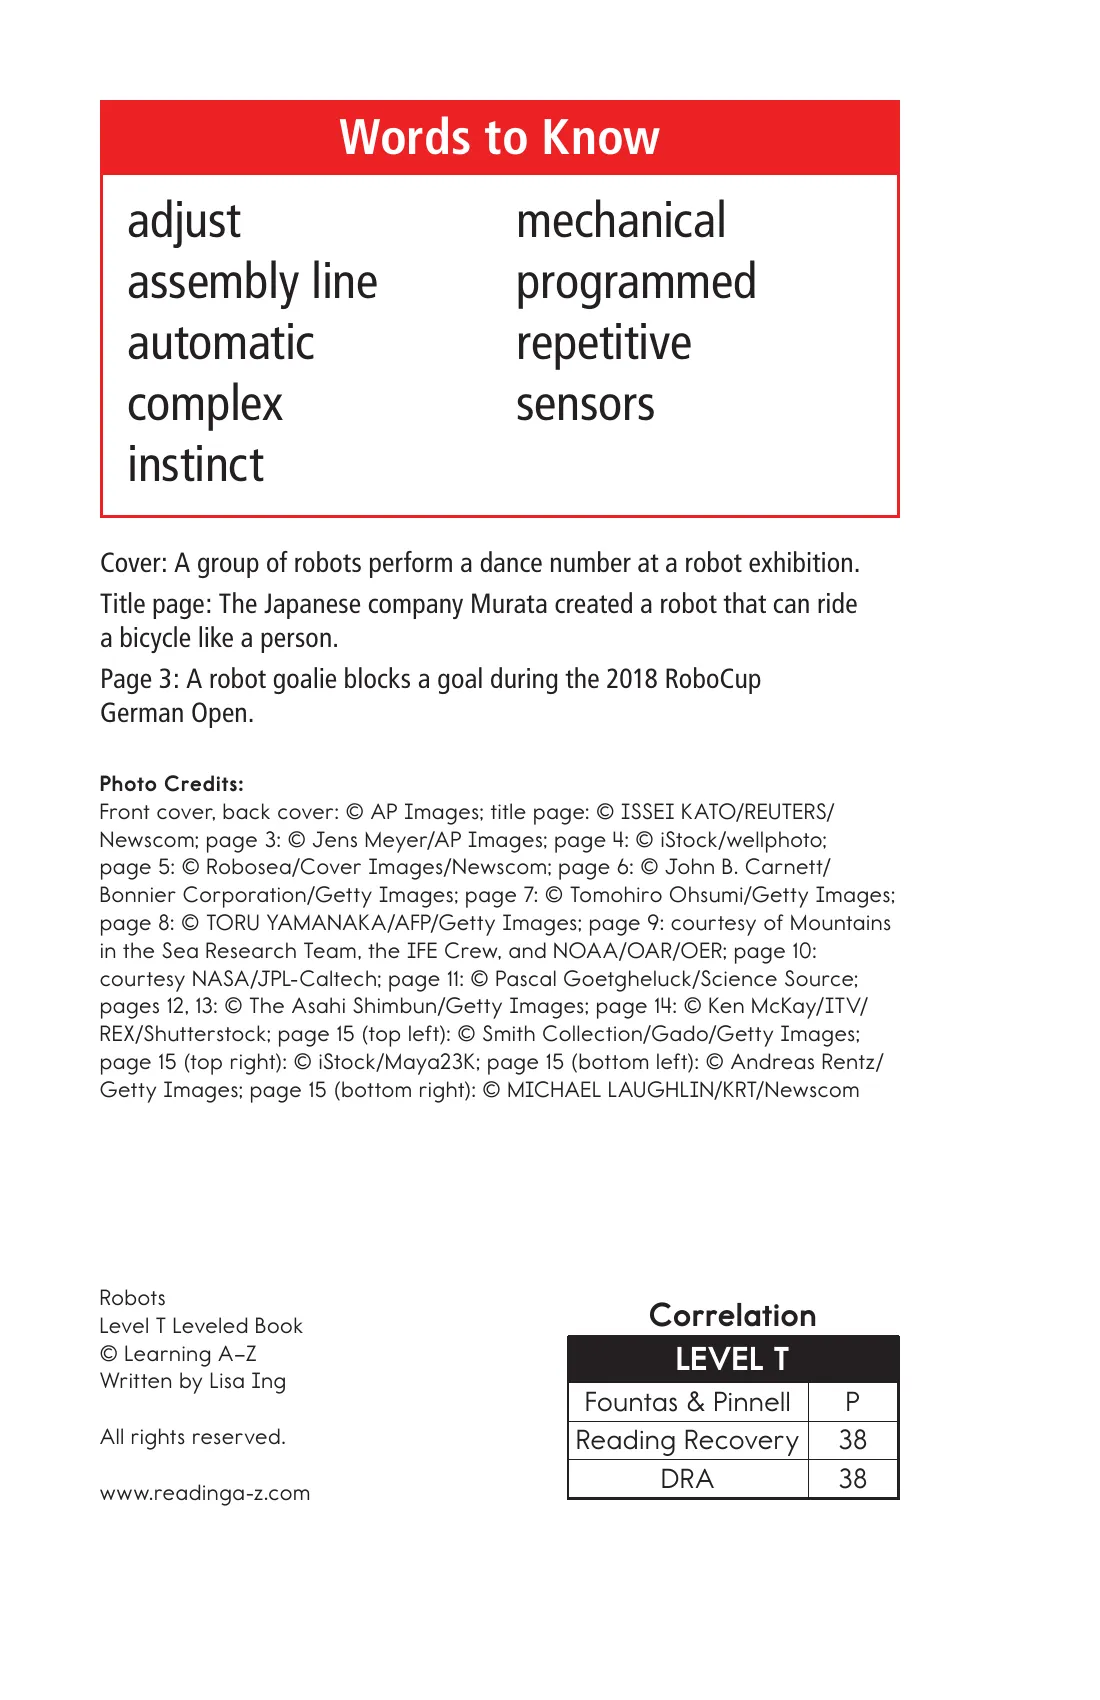 Words to Know
adjust
assembly line
automatic
complex
instinct
mechanical
programmed
repetitive
sensors
Cover: A group of robots perform a dance number at a robot exhibition.
Title page: The Japanese company Murata created a robot that can ride
a bicycle like a person.
Page 3: A robot goalie blocks a goal during the 2018 RoboCup
German Open.
Photo Credits:
Front cover, back cover: © AP Images; title page: © ISSEI KATO/REUTERS/
Newscom; page 3: © Jens Meyer/AP Images; page 4: © iStock/wellphoto;
page 5: © Robosea/Cover Images/Newscom; page 6: © John B. Carnett/
Bonnier Corporation/Getty Images; page 7: © Tomohiro Ohsumi/Getty Images;
page 8: © TORU YAMANAKA/AFP/Getty Images; page 9: courtesy of Mountains
in the Sea Research Team, the IFE Crew, and NOAA/OAR/OER; page 10:
courtesy NASA/JPL-Caltech; page 11: © Pascal Goetgheluck/Science Source;
pages 12, 13: © The Asahi Shimbun/Getty Images; page 14: © Ken McKay/ITV/
REX/Shutterstock; page 15 (top left): © Smith Collection/Gado/Getty Images;
page 15 (top right): © iStock/Maya23K; page 15 (bottom left): © Andreas Rentz/
Getty Images; page 15 (bottom right): © MICHAEL LAUGHLIN/KRT/Newscom
Robots
Level T Leveled Book
© Learning A–Z
Written by Lisa Ing
All rights reserved.
www.readinga-z.com
Correlation
LEVEL T
Fountas & Pinnell P
Reading Recovery 38
DRA 38